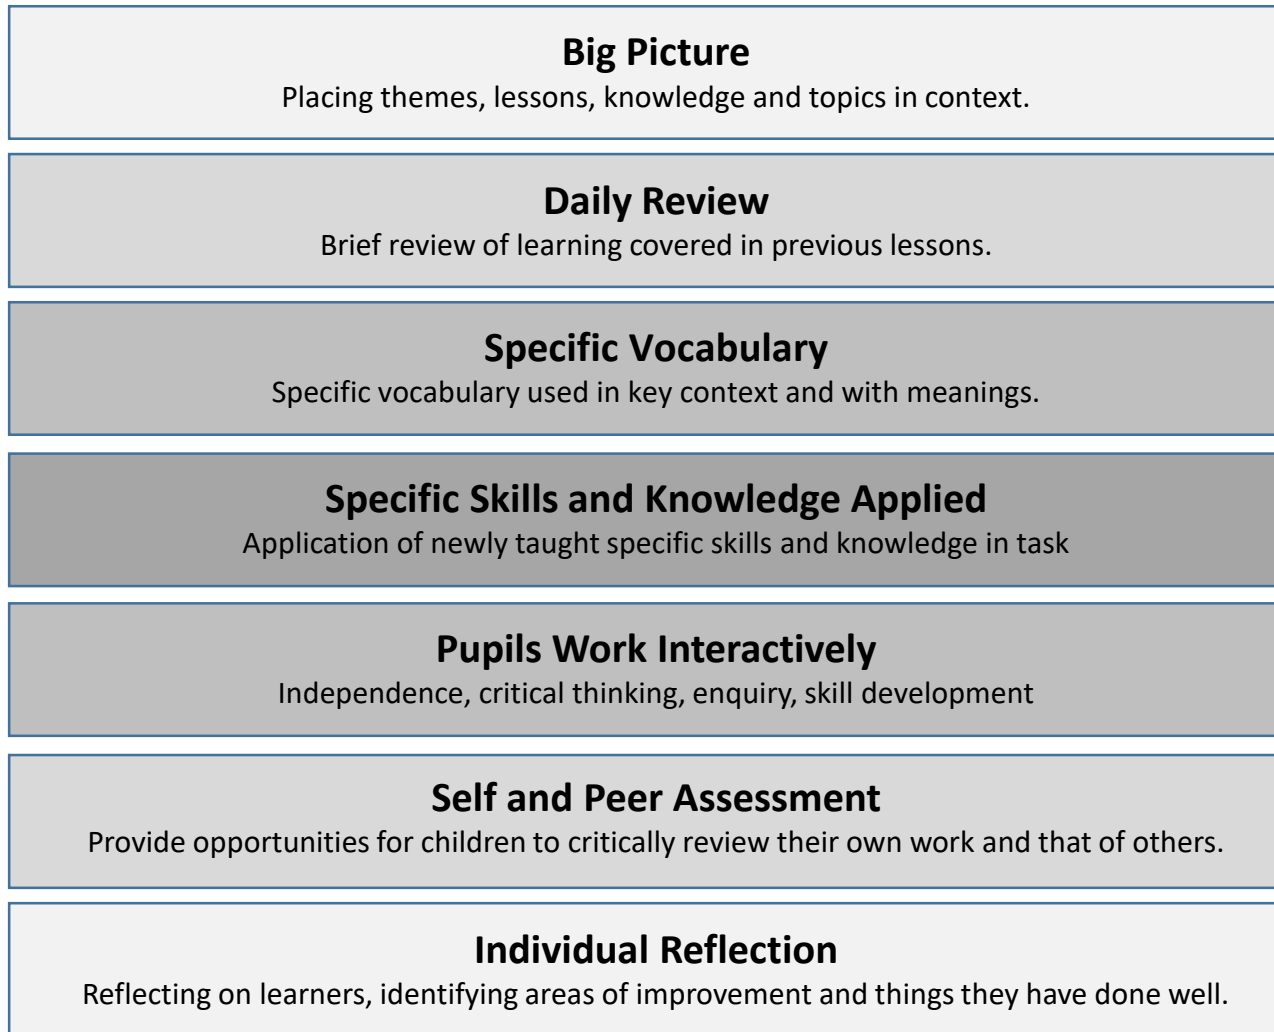 Big Picture
Placing themes, lessons, knowledge and topics in context.
Daily Review
Brief review of learning covered in previous lessons.
Specific Vocabulary
Specific vocabulary used in key context and with meanings.
Specific Skills and Knowledge Applied
Application of newly taught specific skills and knowledge in task
Pupils Work Interactively
Independence, critical thinking, enquiry, skill development
Self and Peer Assessment
Provide opportunities for children to critically review their own work and that of others.
Individual Reflection
Reflecting on learners, identifying areas of improvement and things they have done well.